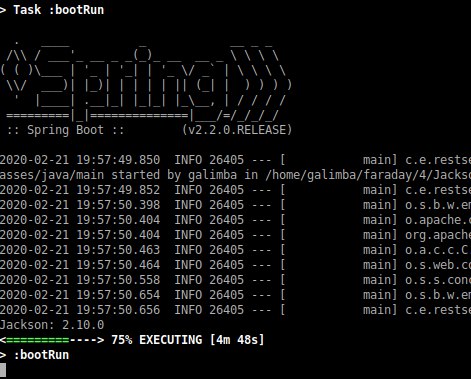 > Task :bootRun
  .   ____          _            __ _ _
 /\\ / ___'_ __ _ _(_)_ __  __ _ \ \ \ \
( ( )\___ | '_ | '_| | '_ \/ _` | \ \ \ \
 \\/  ___)| |_)| | | | | || (_| |  ) ) ) )
  '  |____| .__|_| |_|_| |_\__, | / / / /
 =========|_|==============|___/=/_/_/_/
 :: Spring Boot ::        (v2.2.0.RELEASE)
2020-02-21 19:57:49.850  INFO 26405 --- [           main] c.e.restse
asses/java/main started by galimba in /home/galimba/faraday/4/Jackso
2020-02-21 19:57:49.852  INFO 26405 --- [           main] c.e.restse
2020-02-21 19:57:50.398  INFO 26405 --- [           main] o.s.b.w.em
2020-02-21 19:57:50.404  INFO 26405 --- [           main] o.apache.c
2020-02-21 19:57:50.404  INFO 26405 --- [           main] org.apache
2020-02-21 19:57:50.463  INFO 26405 --- [           main] o.a.c.c.C.
2020-02-21 19:57:50.464  INFO 26405 --- [           main] o.s.web.co
2020-02-21 19:57:50.558  INFO 26405 --- [           main] o.s.s.conc
2020-02-21 19:57:50.654  INFO 26405 --- [           main] o.s.b.w.em
2020-02-21 19:57:50.656  INFO 26405 --- [           main] c.e.restse
Jackson: 2.10.0
<=========----> 75% EXECUTING [4m 48s]
> :bootRun